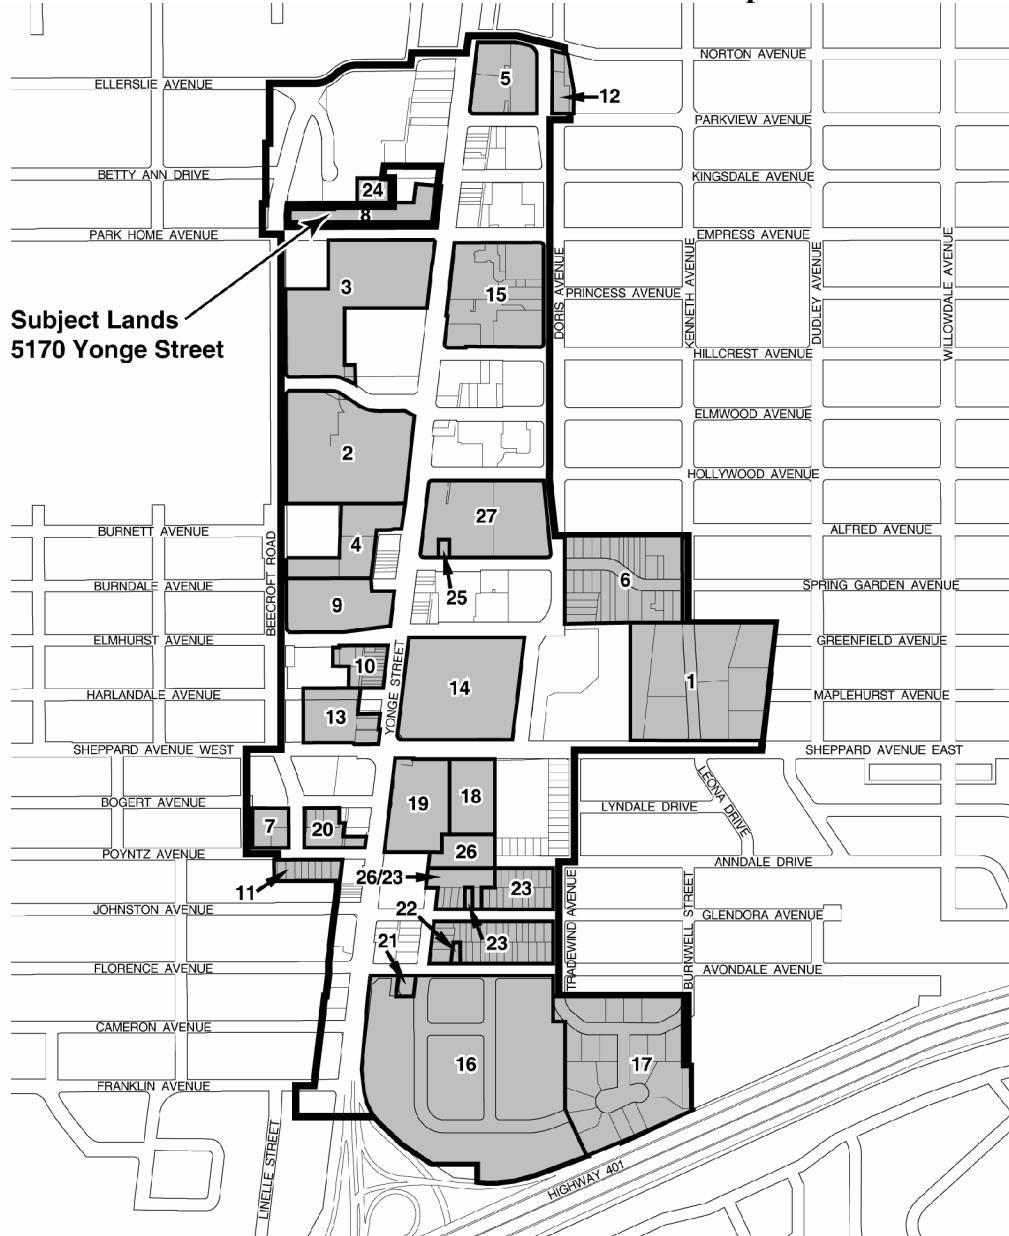 NORTON AVENUE
5
ELLERSLIE AVENUE
12
PARKVIEW AVENUE
BETTY ANN DRIVE
KINGSDALE AVENUE
24
8
PARK HOME AVENUE
EMPRESS AVENUE
DORIS AVENUE
KENNETH AVENUE
DUDLEY AVENUE
WILLOWDALE AVENUE
3
15
PRINCESS AVENUE
Subject Lands
5170 Yonge Street
HILLCREST AVENUE
ELMWOOD AVENUE
2
HOLLYWOOD AVENUE
27
BURNETT AVENUE
ALFRED AVENUE
4
BEECROFT ROAD
6
BURNDALE AVENUE
SPRING GARDEN AVENUE
25
9
ELMHURST AVENUE
GREENFIELD AVENUE
YONGE STREET
10
1
14
HARLANDALE AVENUE
MAPLEHURST AVENUE
13
SHEPPARD AVENUE WEST
SHEPPARD AVENUE EAST
LEONA DRIVE
BOGERT AVENUE
19
18
LYNDALE DRIVE
7
20
POYNTZ AVENUE
26
ANNDALE DRIVE
26/23
23
11
TRADEWIND AVENUE
BURNWELL STREET
JOHNSTON AVENUE
22
GLENDORA AVENUE
21
23
FLORENCE AVENUE
AVONDALE AVENUE
CAMERON AVENUE
16
17
FRANKLIN AVENUE
LINELLE STREET
HIGHWAY 401